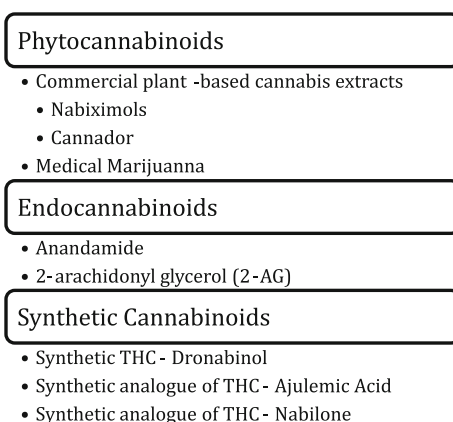 Phytocannabinoids
• Commercial plant -based cannabis extracts
• Nabiximols
• Cannador
• Medical Marijuanna
Endocannabinoids
• Anandamide
• 2-arachidonyl glycerol (2-AG)
Synthetic Cannabinoids
• Synthetic THC - Dronabinol
• Synthetic analogue of THC - Ajulemic Acid
• Synthetic analogue of THC - Nabilone